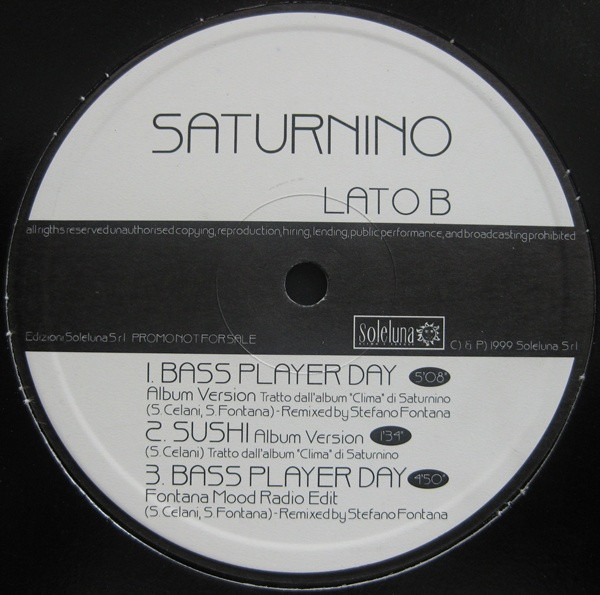 SATURNINO
LATO B
all rigths reserved unauthorised copying, reproduction, hiring, lending, public performance, and broadcasting prohibited
Edizioni Soleluna S.r.l PROMO NOT FOR SALE
soleluna
C) & P) 1999 Soleluna S.r.l
1. BASS PLAYER DAY 5'08"
Album Version Tratto dall'album "Clima" di Saturnino
(S. Celani, S. Fontana) - Remixed by Stefano Fontana
2. SUSHI Album Version 1'34"
(S. Celani) Tratto dall'album "Clima" di Saturnino
3. BASS PLAYER DAY 4'50"
Fontana Mood Radio Edit
(S. Celani, S. Fontana) - Remixed by Stefano Fontana